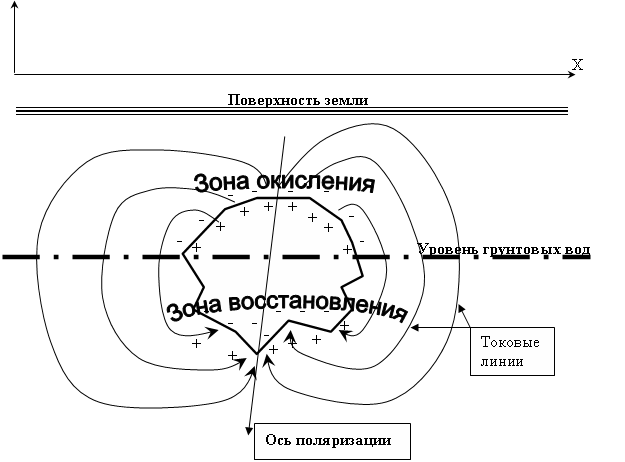 X
Поверхность земли
Зона окисления
Уровень грунтовых вод
Зона восстановления
Токовые
линии
Ось поляризации